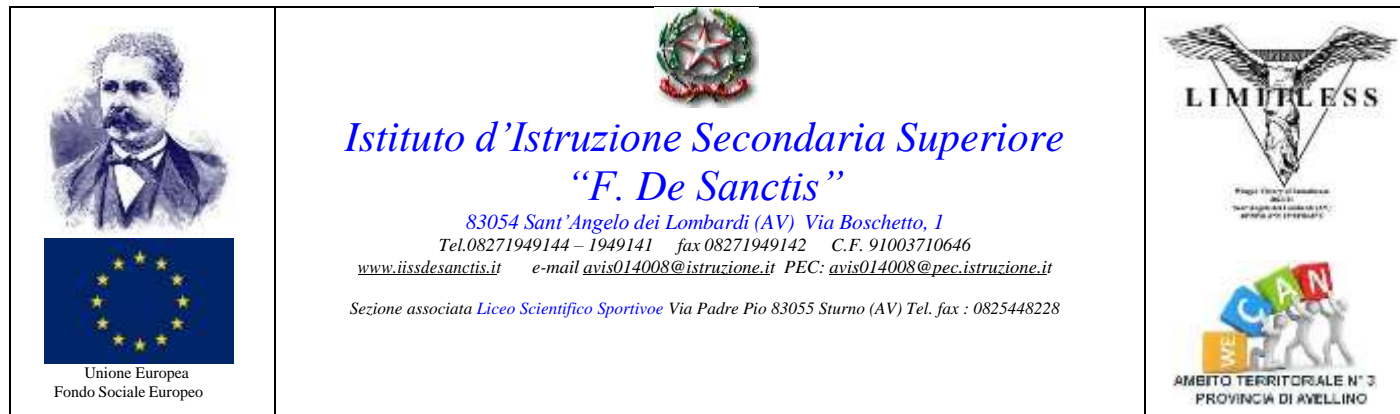 Unione Europea
Fondo Sociale Europeo
Istituto d’Istruzione Secondaria Superiore
“F. De Sanctis”
83054 Sant’Angelo dei Lombardi (AV) Via Boschetto, 1
Tel.08271949144 – 1949141 fax 08271949142 C.F. 91003710646
www.iissdesanctis.it e-mail avis014008@istruzione.it PEC: avis014008@pec.istruzione.it
Sezione associata Liceo Scientifico Sportivoe Via Padre Pio 83055 Sturno (AV) Tel. fax : 0825448228
LIMITLESS
WE CAN
AMBITO TERRITORIALE N° 3
PROVINCIA DI AVELLINO